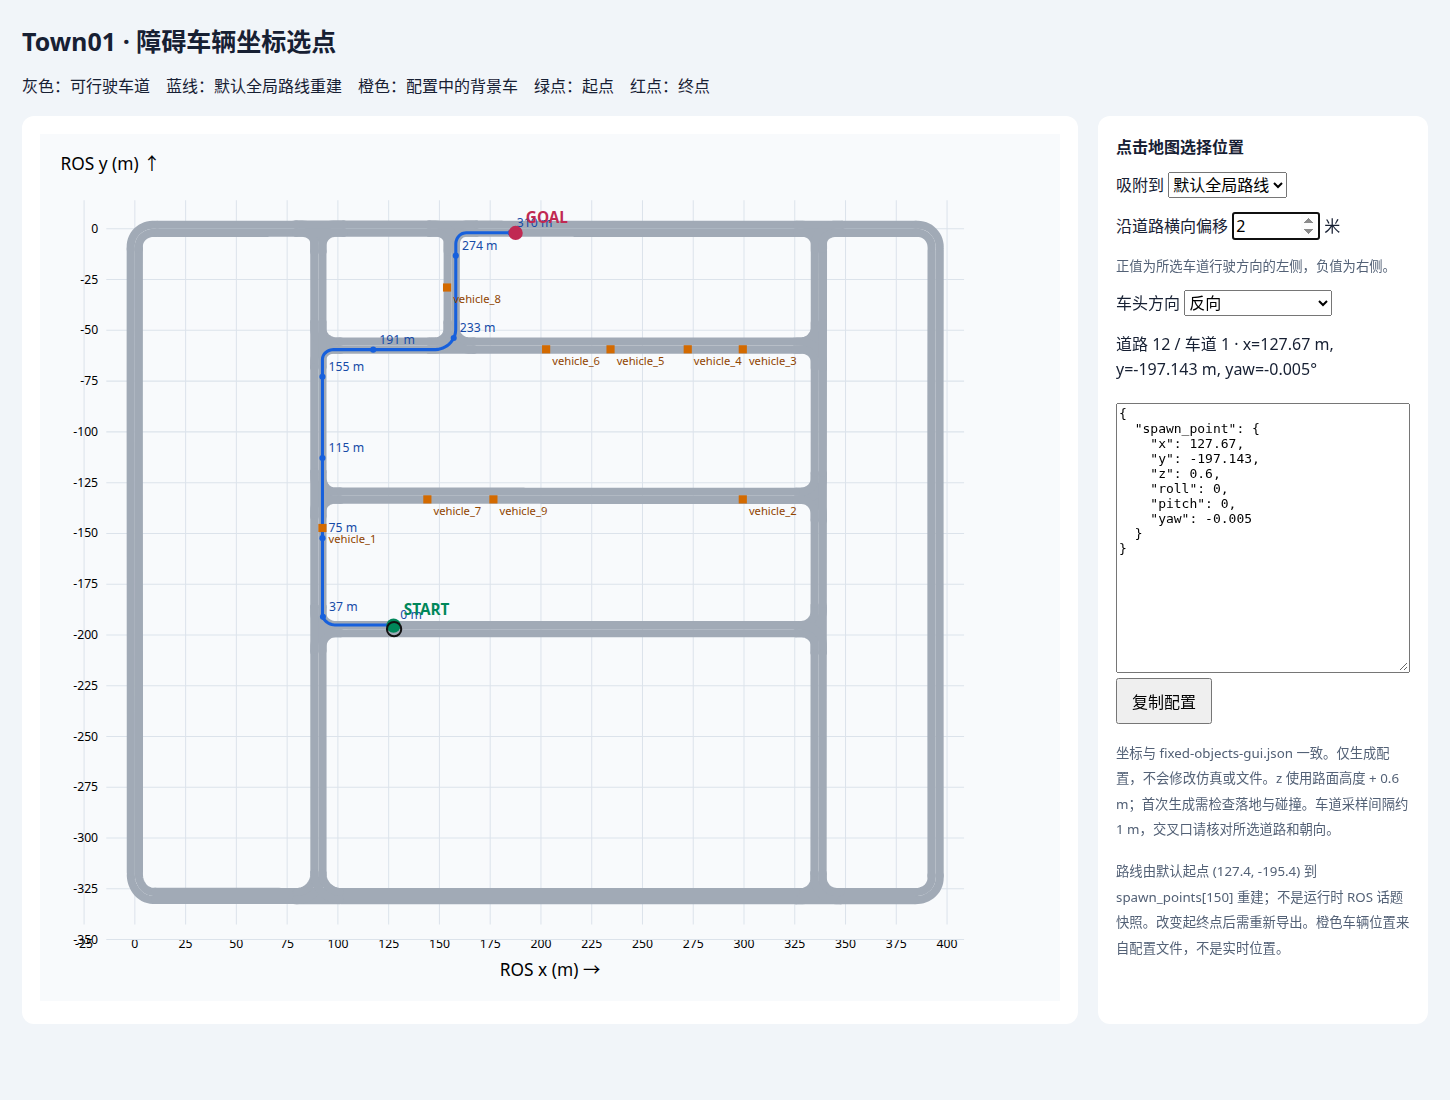 Town01 · 障碍车辆坐标选点
灰色：可行驶车道 蓝线：默认全局路线重建 橙色：配置中的背景车 绿点：起点 红点：终点
ROS y (m) ↑
0
-25
-50
-75
-100
-125
-150
-175
-200
-225
-250
-275
-300
-325
-350
-25
0
25
50
75
100
125
150
175
200
225
250
275
300
325
350
375
400
ROS x (m) →
GOAL
310 m
274 m
vehicle_8
233 m
191 m
155 m
vehicle_6
vehicle_5
vehicle_4
vehicle_3
115 m
vehicle_7
vehicle_9
vehicle_2
75 m
vehicle_1
37 m
START
0 m
点击地图选择位置
吸附到 默认全局路线
沿道路横向偏移 2 米
正值为所选车道行驶方向的左侧，负值为右侧。
车头方向 反向
道路 12 / 车道 1 · x=127.67 m,
y=-197.143 m, yaw=-0.005°
{
  "spawn_point": {
    "x": 127.67,
    "y": -197.143,
    "z": 0.6,
    "roll": 0,
    "pitch": 0,
    "yaw": -0.005
  }
}
复制配置
坐标与 fixed-objects-gui.json 一致。仅生成配
置，不会修改仿真或文件。z 使用路面高度 + 0.6
m；首次生成需检查落地与碰撞。车道采样间隔约
1 m，交叉口请核对所选道路和朝向。
路线由默认起点 (127.4, -195.4) 到
spawn_points[150] 重建；不是运行时 ROS 话题
快照。改变起终点后需重新导出。橙色车辆位置来
自配置文件，不是实时位置。